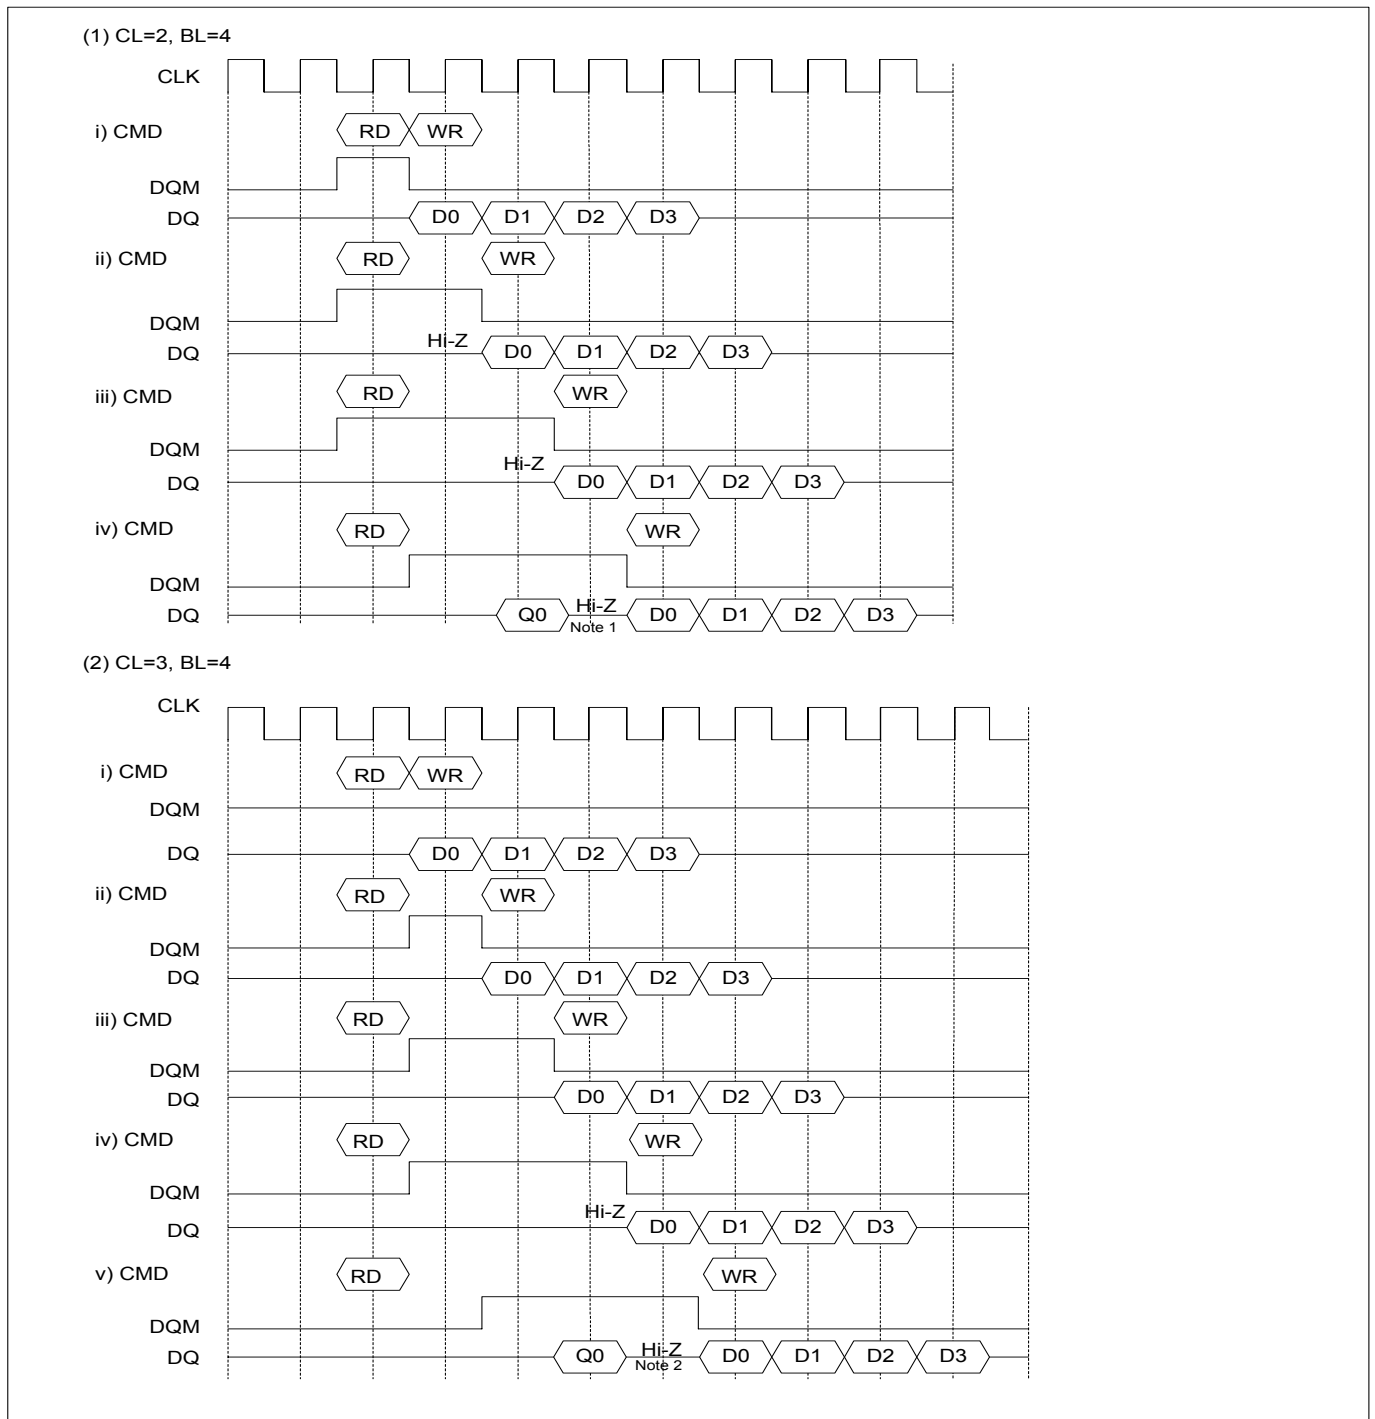 (1) CL=2, BL=4
CLK
i) CMD RD WR
DQM
DQ D0 D1 D2 D3
ii) CMD RD WR
DQM
DQ Hi-Z D0 D1 D2 D3
iii) CMD RD WR
DQM
DQ Hi-Z D0 D1 D2 D3
iv) CMD RD WR
DQM
DQ Q0 Hi-Z D0 D1 D2 D3
Note 1
(2) CL=3, BL=4
CLK
i) CMD RD WR
DQM
DQ D0 D1 D2 D3
ii) CMD RD WR
DQM
DQ D0 D1 D2 D3
iii) CMD RD WR
DQM
DQ D0 D1 D2 D3
iv) CMD RD WR
DQM
DQ Hi-Z D0 D1 D2 D3
v) CMD RD WR
DQM
DQ Q0 Hi-Z D0 D1 D2 D3
Note 2